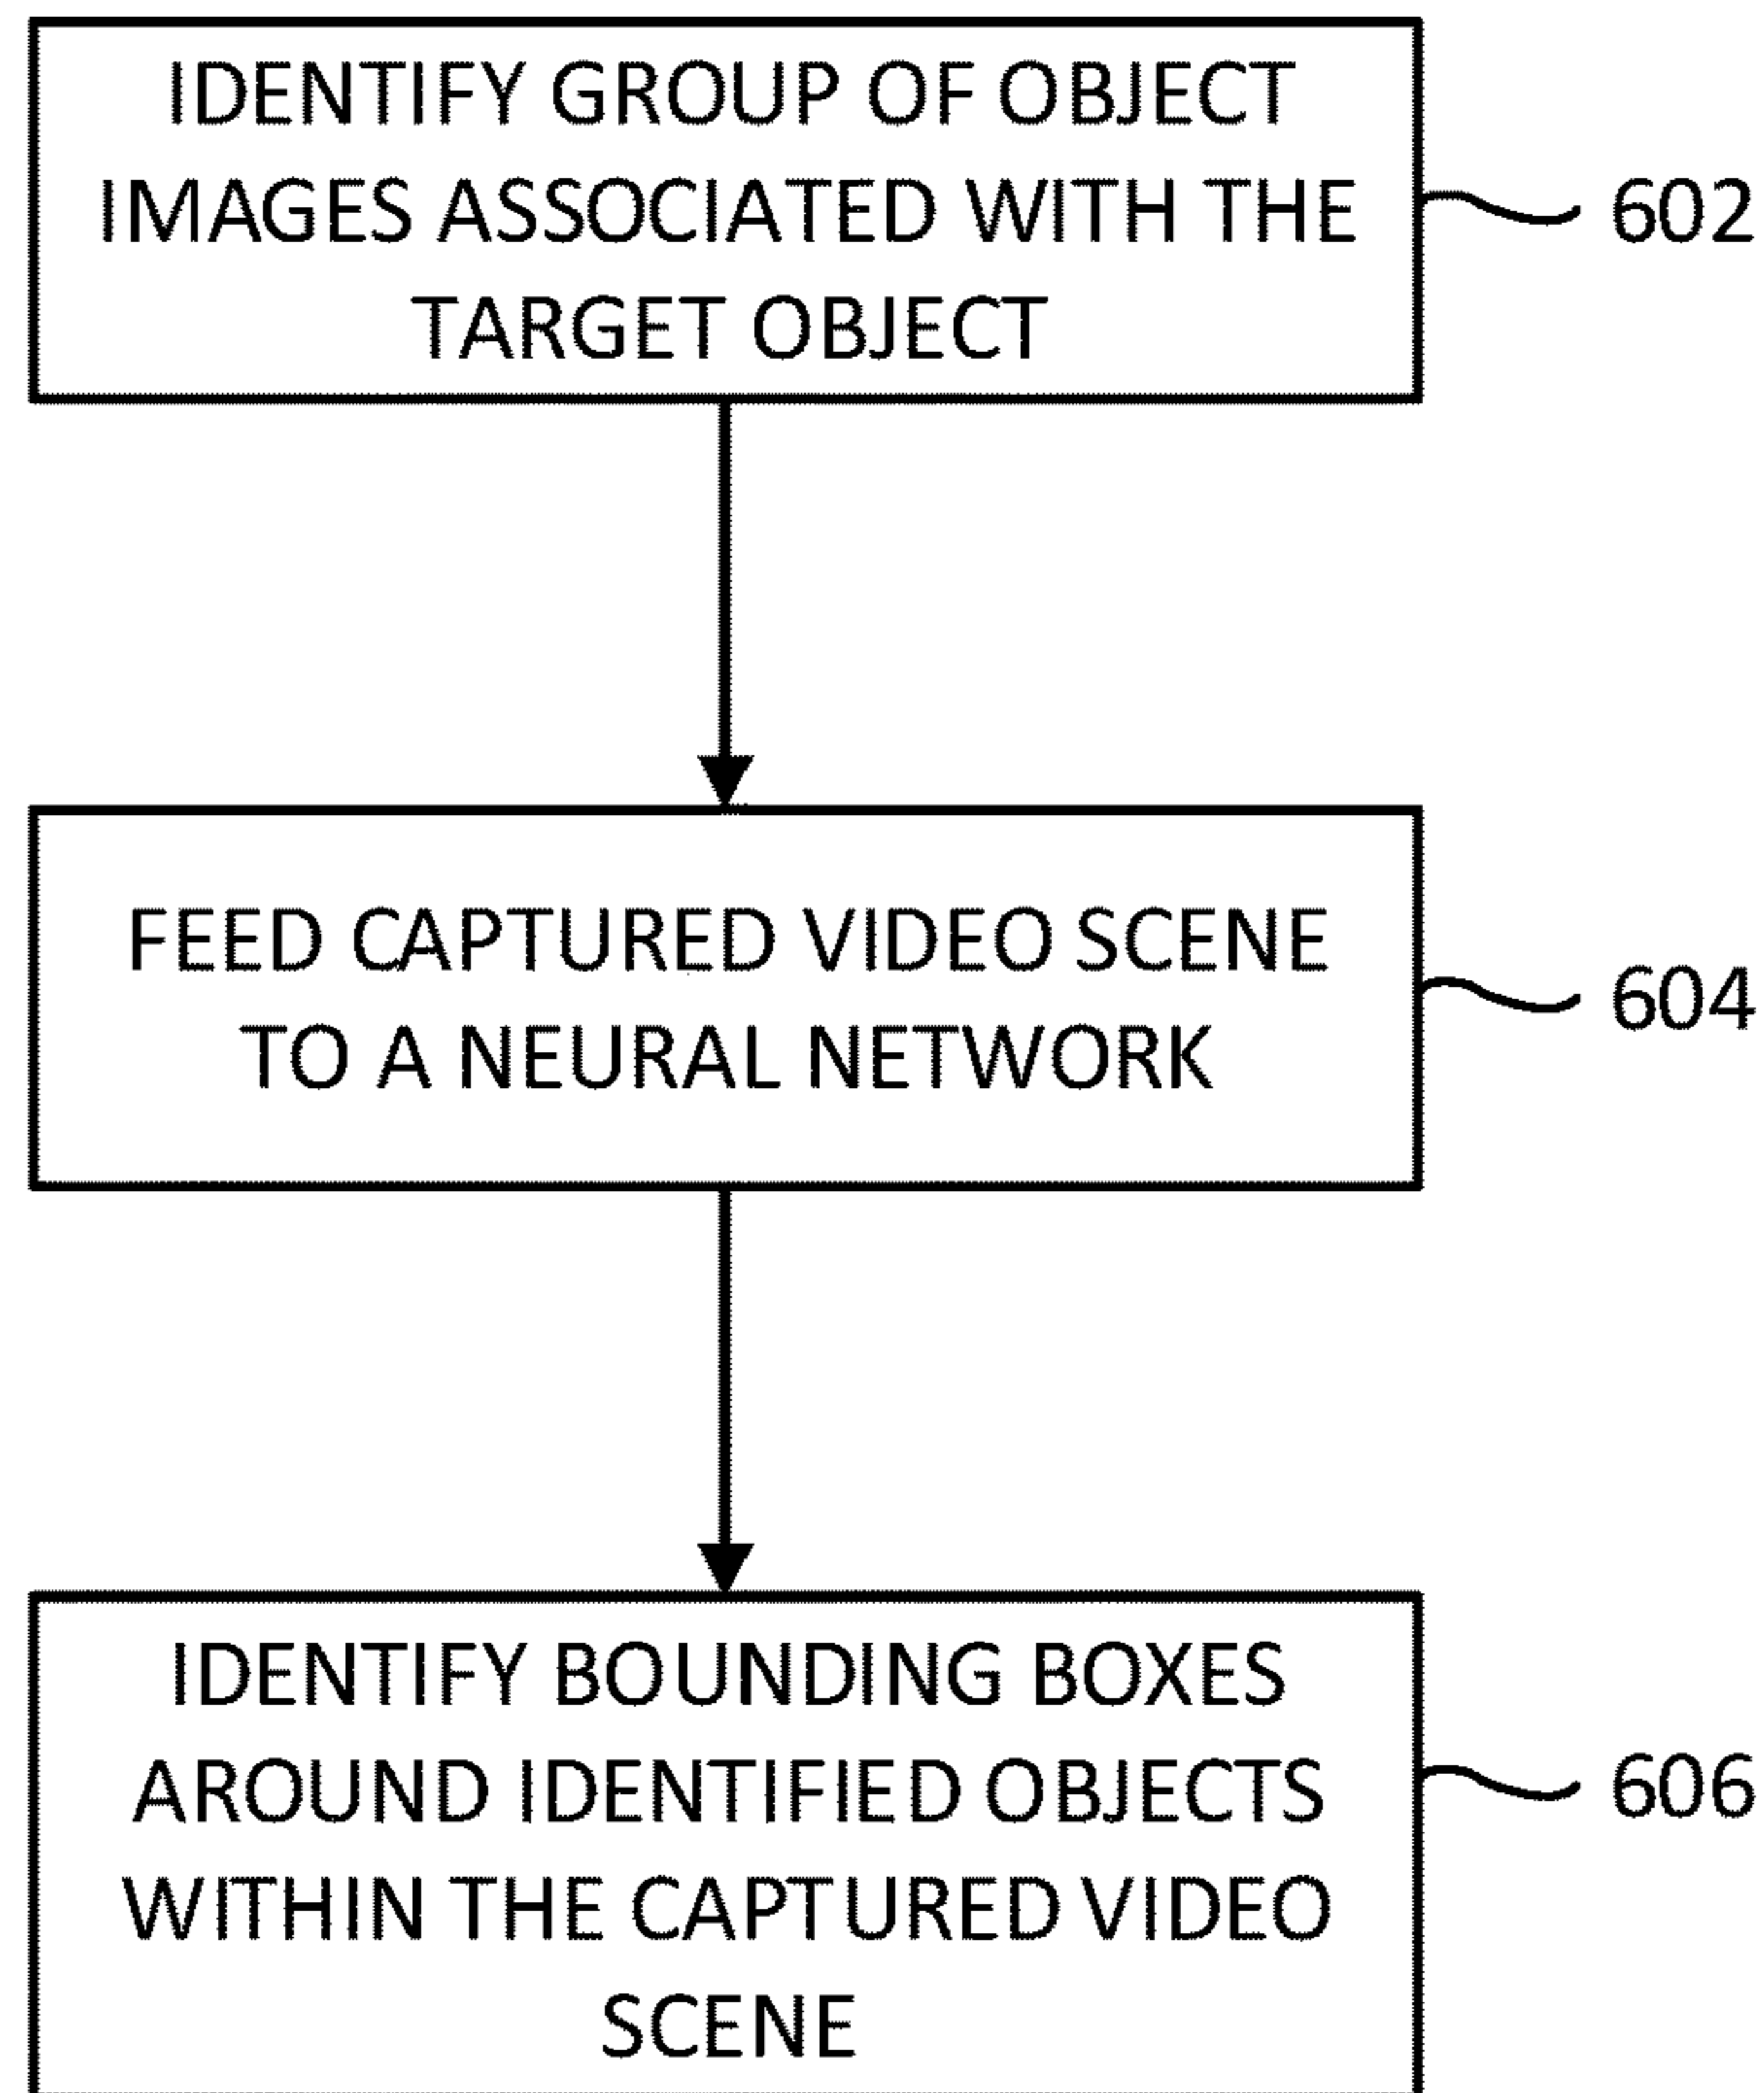 IDENTIFY GROUP OF OBJECT
IMAGES ASSOCIATED WITH THE
TARGET OBJECT
602
FEED CAPTURED VIDEO SCENE
TO A NEURAL NETWORK
604
IDENTIFY BOUNDING BOXES
AROUND IDENTIFIED OBJECTS
WITHIN THE CAPTURED VIDEO
SCENE
606